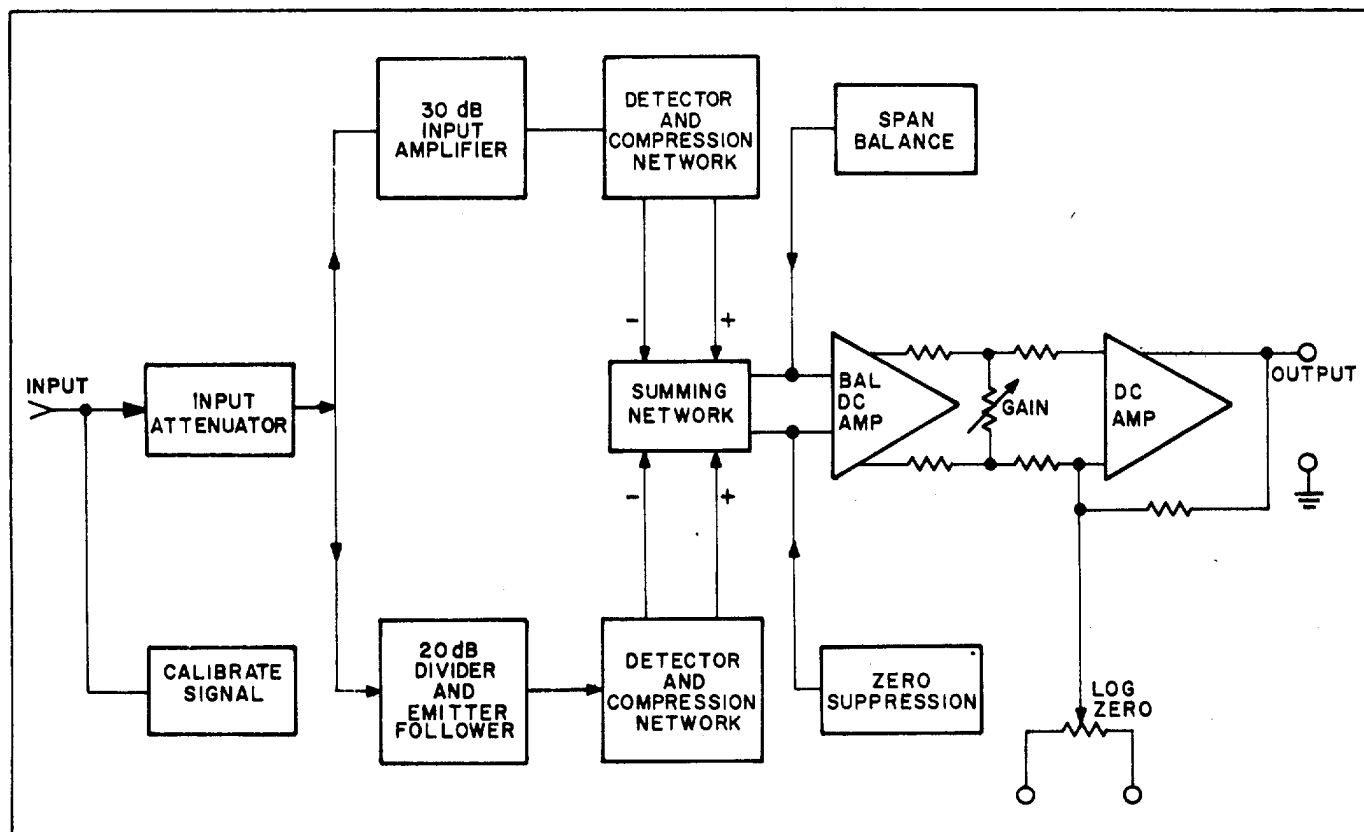 30 dB
INPUT
AMPLIFIER
DETECTOR
AND
COMPRESSION
NETWORK
SPAN
BALANCE
- +
INPUT
INPUT
ATTENUATOR
SUMMING
NETWORK
BAL
DC
AMP
GAIN
DC
AMP
OUTPUT
- +
CALIBRATE
SIGNAL
20 dB
DIVIDER
AND
EMITTER
FOLLOWER
DETECTOR
AND
COMPRESSION
NETWORK
ZERO
SUPPRESSION
LOG
ZERO